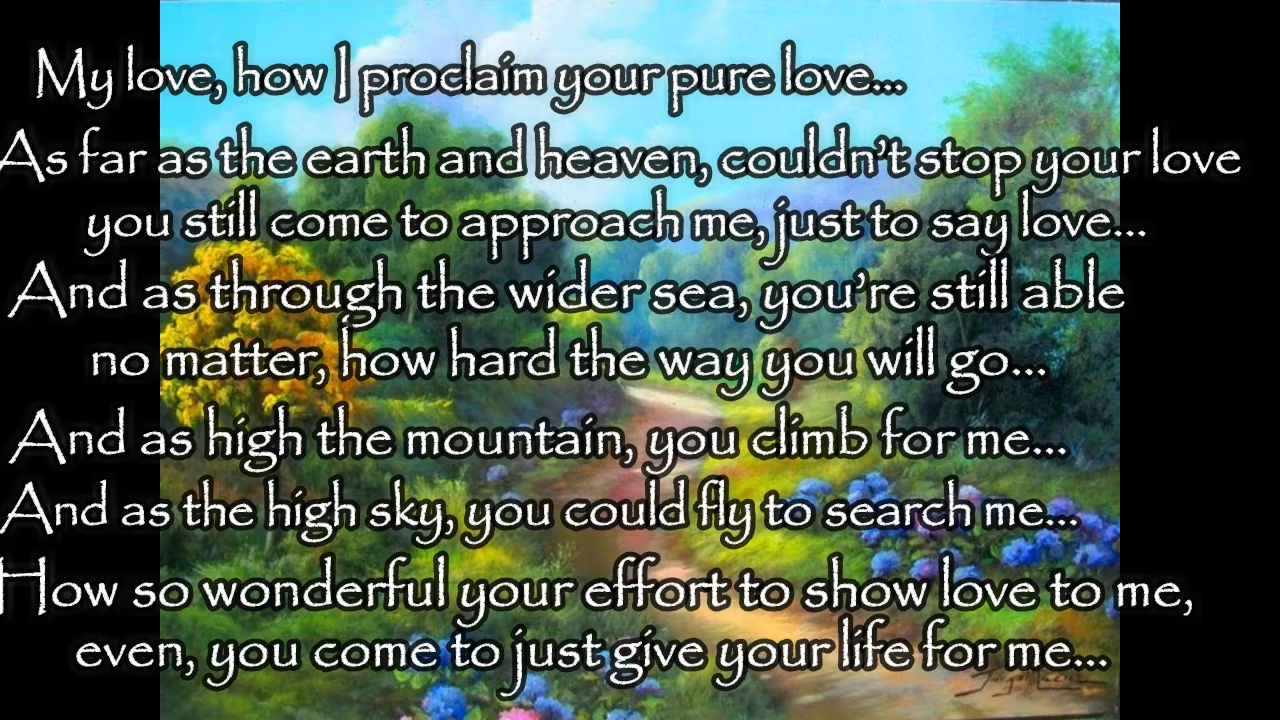 My love, how I proclaim your pure love...
As far as the earth and heaven, couldn't stop your love
you still come to approach me, just to say love...
And as through the wider sea, you're still able
no matter, how hard the way you will go...
And as high the mountain, you climb for me...
And as the high sky, you could fly to search me...
How so wonderful your effort to show love to me,
even, you come to just give your life for me...